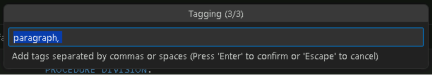 Tagging (3/3)
paragraph,
Add tags separated by commas or spaces (Press 'Enter' to confirm or 'Escape' to cancel)
PROCEDURE DIVISION.